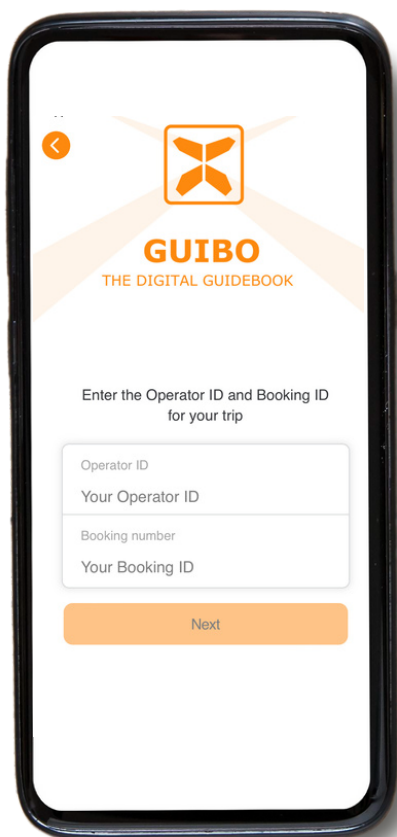 GUIBO
THE DIGITAL GUIDEBOOK
Enter the Operator ID and Booking ID
for your trip
Operator ID
Your Operator ID
Booking number
Your Booking ID
Next